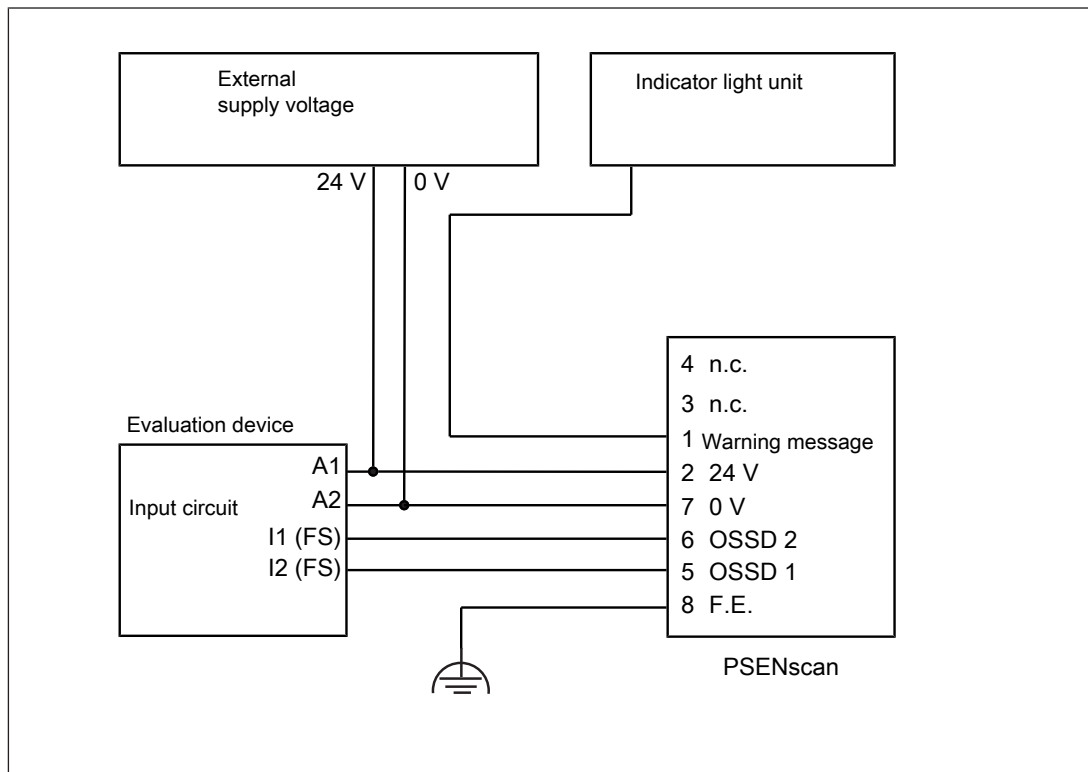 External
supply voltage
Indicator light unit
24 V
0 V
4 n.c.
3 n.c.
1 Warning message
2 24 V
7 0 V
6 OSSD 2
5 OSSD 1
8 F.E.
PSENscan
Evaluation device
Input circuit
A1
A2
I1 (FS)
I2 (FS)